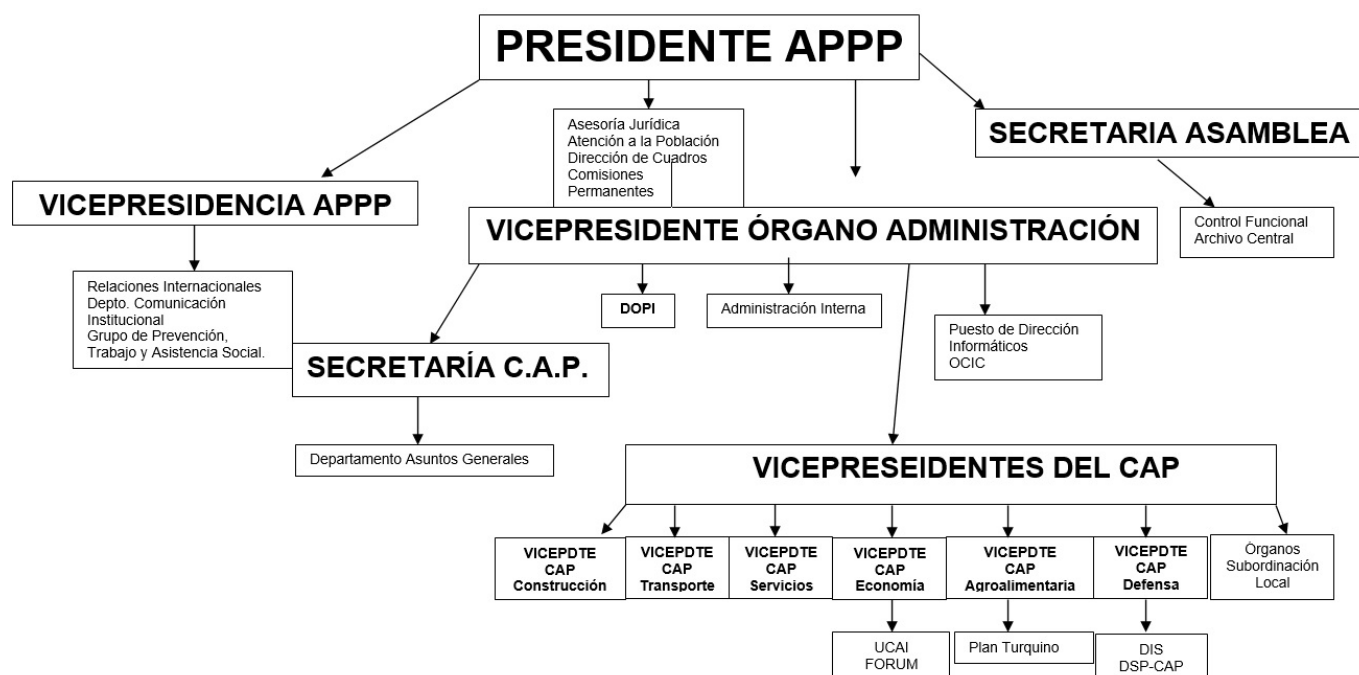 PRESIDENTE APPP
Asesoría Jurídica
Atención a la Población
Dirección de Cuadros
Comisiones
Permanentes
SECRETARIA ASAMBLEA
VICEPRESIDENCIA APPP
VICEPRESIDENTE ÓRGANO ADMINISTRACIÓN
Control Funcional
Archivo Central
Relaciones Internacionales
Depto. Comunicación
Institucional
Grupo de Prevención,
Trabajo y Asistencia Social.
DOPI
Administración Interna
Puesto de Dirección
Informáticos
OCIC
SECRETARÍA C.A.P.
Departamento Asuntos Generales
VICEPRESEIDENTES DEL CAP
VICEPDTE
CAP
Construcción
VICEPDTE
CAP
Transporte
VICEPDTE
CAP
Servicios
VICEPDTE
CAP
Economía
VICEPDTE
CAP
Agroalimentaria
VICEPDTE
CAP
Defensa
Órganos
Subordinación
Local
UCAI
FORUM
Plan Turquino
DIS
DSP-CAP